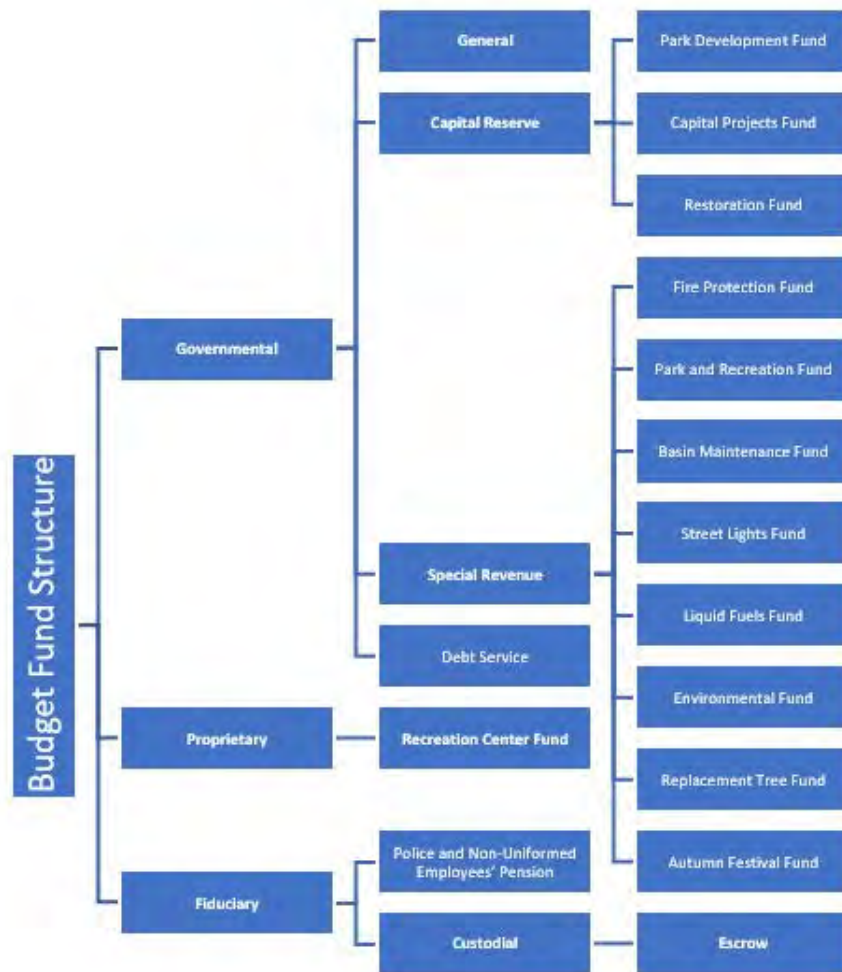 Budget Fund Structure
Governmental
General
Capital Reserve
Park Development Fund
Capital Projects Fund
Restoration Fund
Special Revenue
Fire Protection Fund
Park and Recreation Fund
Basin Maintenance Fund
Street Lights Fund
Liquid Fuels Fund
Environmental Fund
Replacement Tree Fund
Autumn Festival Fund
Debt Service
Proprietary
Recreation Center Fund
Fiduciary
Police and Non-Uniformed
Employees' Pension
Custodial
Escrow